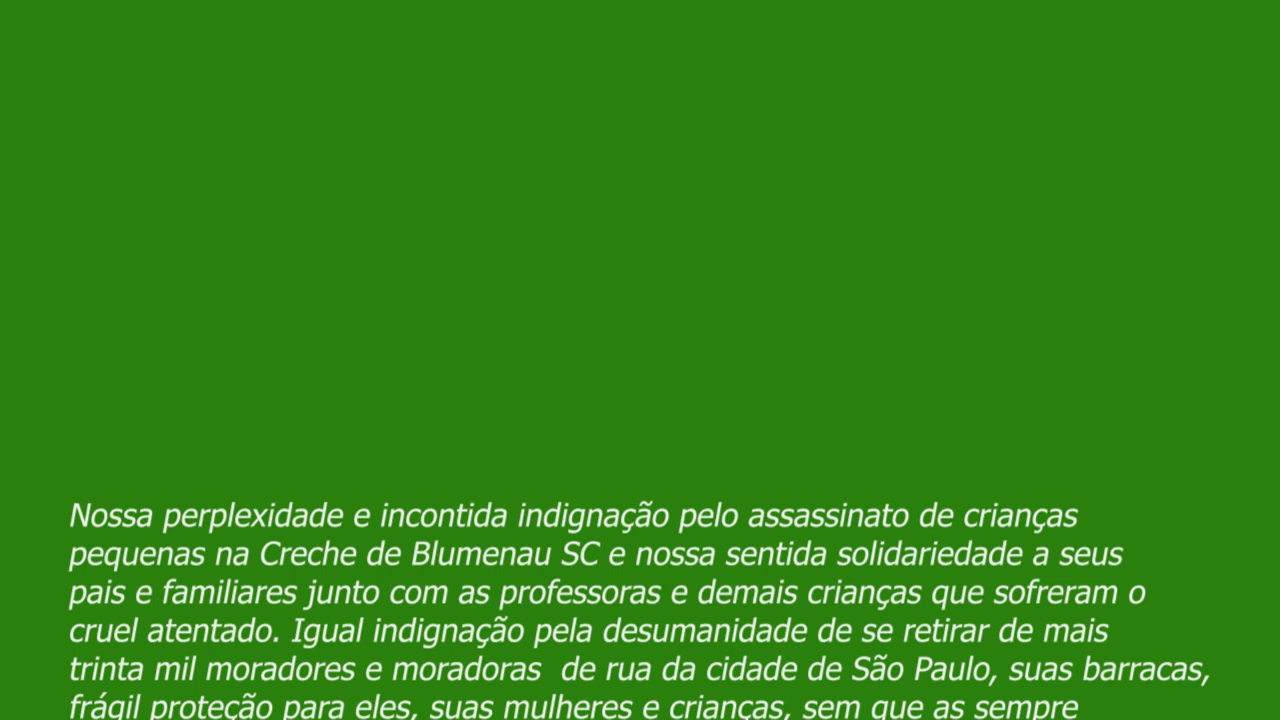 Nossa perplexidade e incontida indignação pelo assassinato de crianças
pequenas na Creche de Blumenau SC e nossa sentida solidariedade a seus
pais e familiares junto com as professoras e demais crianças que sofreram o
cruel atentado. Igual indignação pela desumanidade de se retirar de mais
trinta mil moradores e moradoras  de rua da cidade de São Paulo, suas barracas,
frágil proteção para eles, suas mulheres e crianças, sem que as sempre